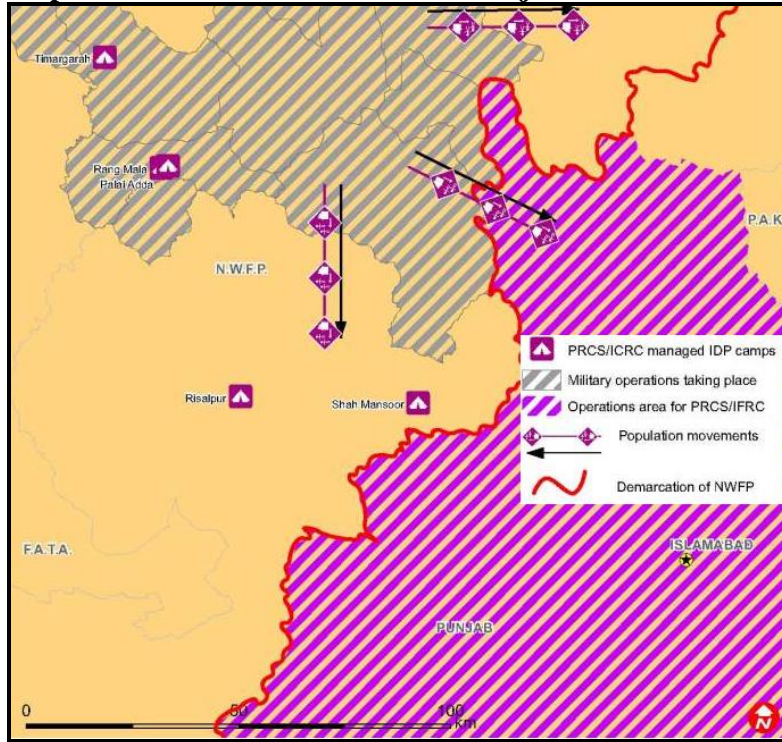 Timargarah
Rang Mala
Palai Adda
P.A.K
N.W.F.P.
PRCS/ICRC managed IDP camps
Military operations taking place
Operations area for PRCS/IFRC
Population movements
Demarcation of NWFP
Risalpur
Shah Mansoor
F.A.T.A.
ISLAMABAD
PUNJAB
0 50 100
km
N